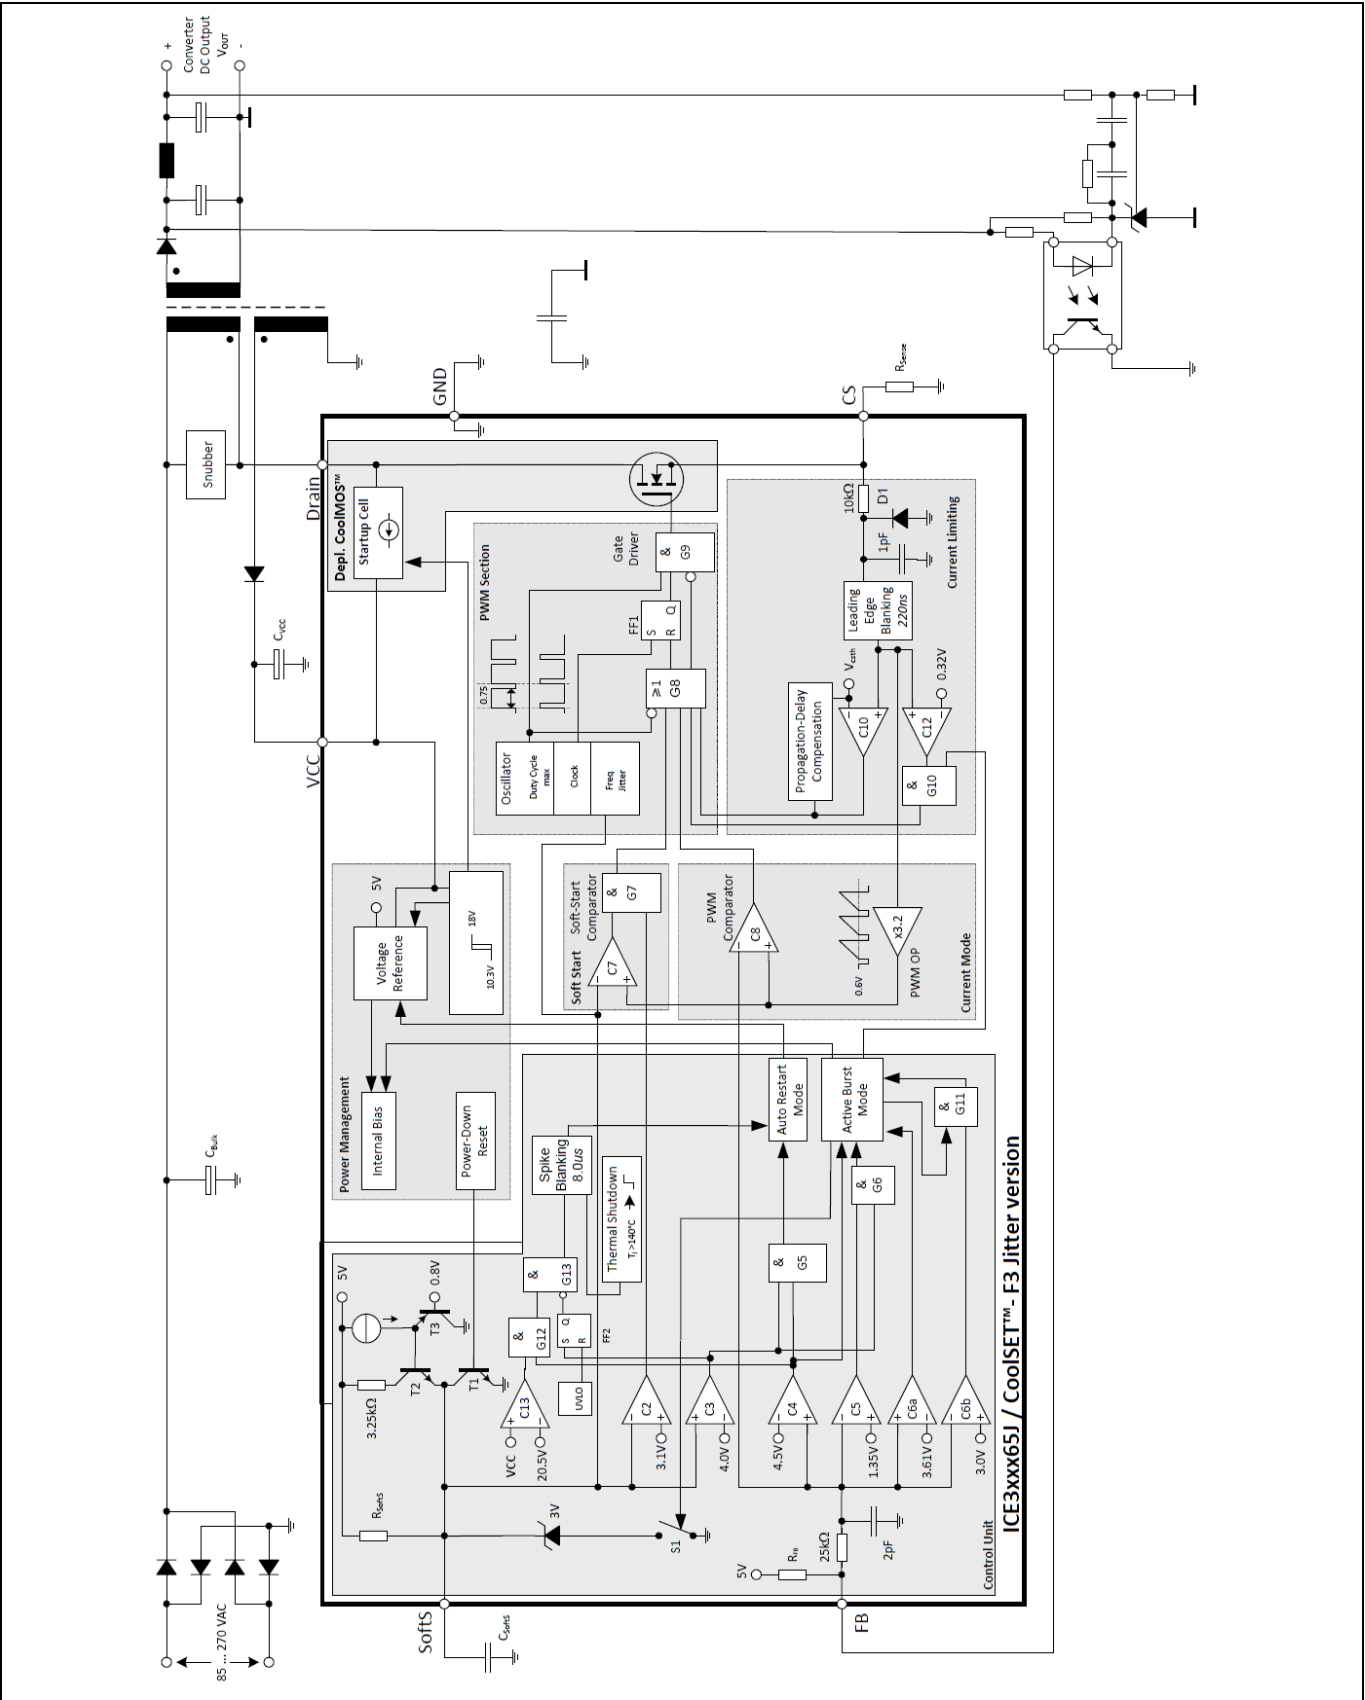 +
Converter
DC Output
VOUT
-
Snubber
CVCC
CBulk
85 ... 270 VAC
Drain
VCC
GND
CS
RSense
SoftS
CSoftS
FB
Depl. CoolMOS™
Startup Cell
PWM Section
Gate
Driver
&
G9
FF1
S
R
Q
≥1
G8
0.75
Oscillator
Duty Cycle
max
Clock
Freq
Jitter
10kΩ
D1
1pF
Current Limiting
Leading
Edge
Blanking
220ns
Vcsth
0.32V
Propagation-Delay
Compensation
-
+
C10
+
-
C12
&
G10
Power Management
5V
Voltage
Reference
18V
10.3V
Internal Bias
Power-Down
Reset
Soft Start
Soft-Start
Comparator
&
G7
-
+
C7
PWM
Comparator
-
+
C8
0.6V
x3.2
PWM OP
Current Mode
Auto Restart
Mode
Active Burst
Mode
&
G11
&
G6
&
G5
Spike
Blanking
8.0us
Thermal Shutdown
Tj >140°C
&
G13
&
G12
S
Q
R
FF2
UVLO
5V
0.8V
T3
T2
T1
3.25kΩ
RSoftS
+
-
C13
VCC
20.5V
-
+
C2
3.1V
+
-
C3
4.0V
-
+
C4
4.5V
-
+
C5
1.35V
+
-
C6a
3.61V
-
+
C6b
3.0V
3V
S1
5V
RFB
25kΩ
2pF
Control Unit
ICE3xxx65J / CoolSET™- F3 Jitter version